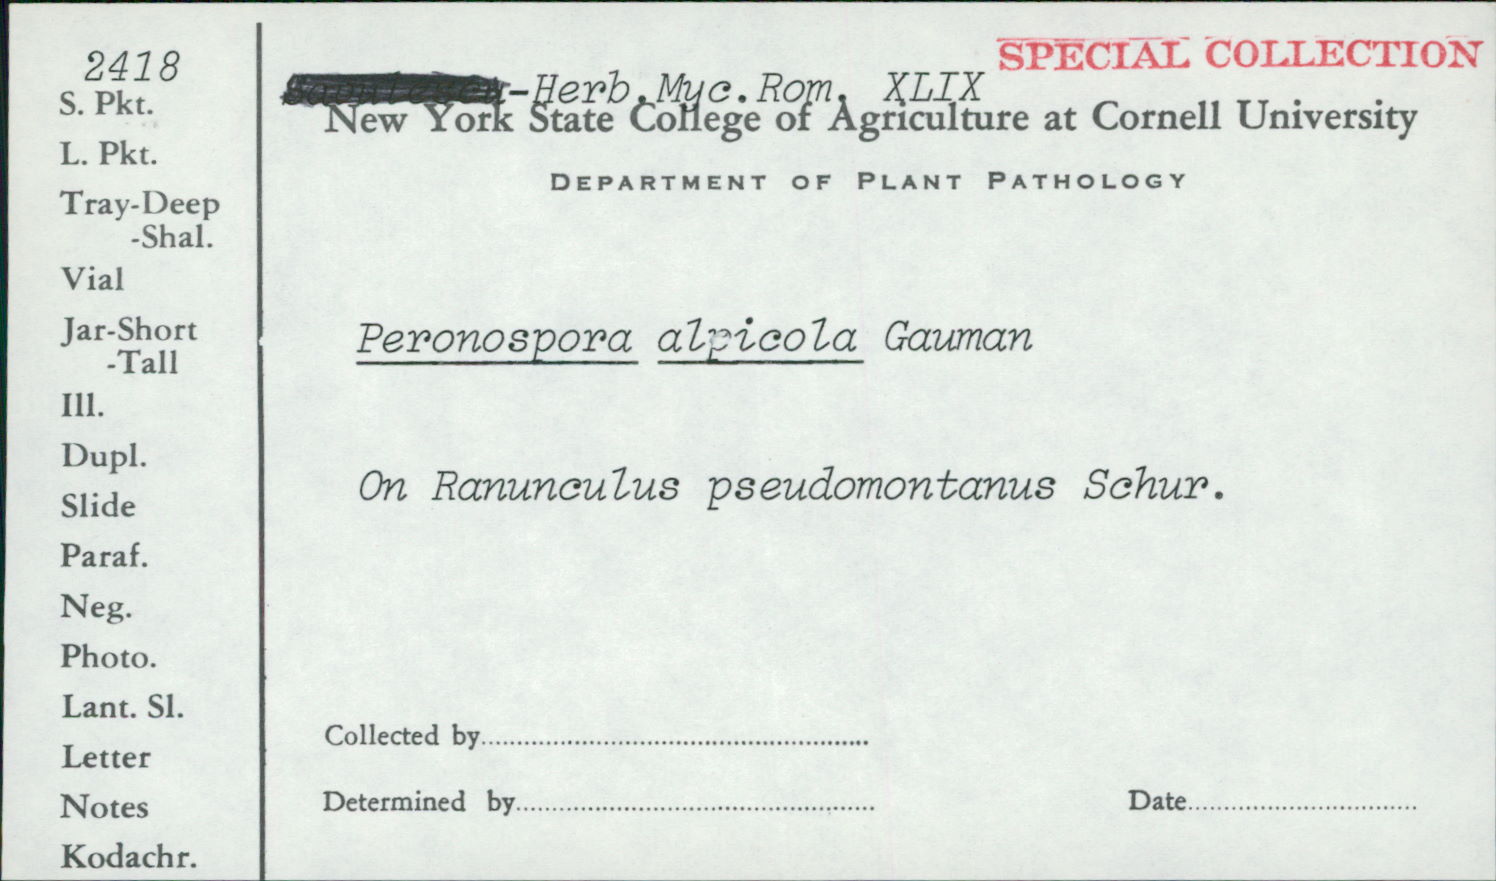 2418
S. Pkt.
L. Pkt.
Tray-Deep
-Shal.
Vial
Jar-Short
-Tall
Ill.
Dupl.
Slide
Paraf.
Neg.
Photo.
Lant. Sl.
Letter
Notes
Kodachr.
SPECIAL COLLECTION
-Herb.Myc.Rom. XLIX
New York State College of Agriculture at Cornell University
DEPARTMENT OF PLANT PATHOLOGY
Peronospora alpicola Gauman
On Ranunculus pseudomontanus Schur.
Collected by
Determined by
Date